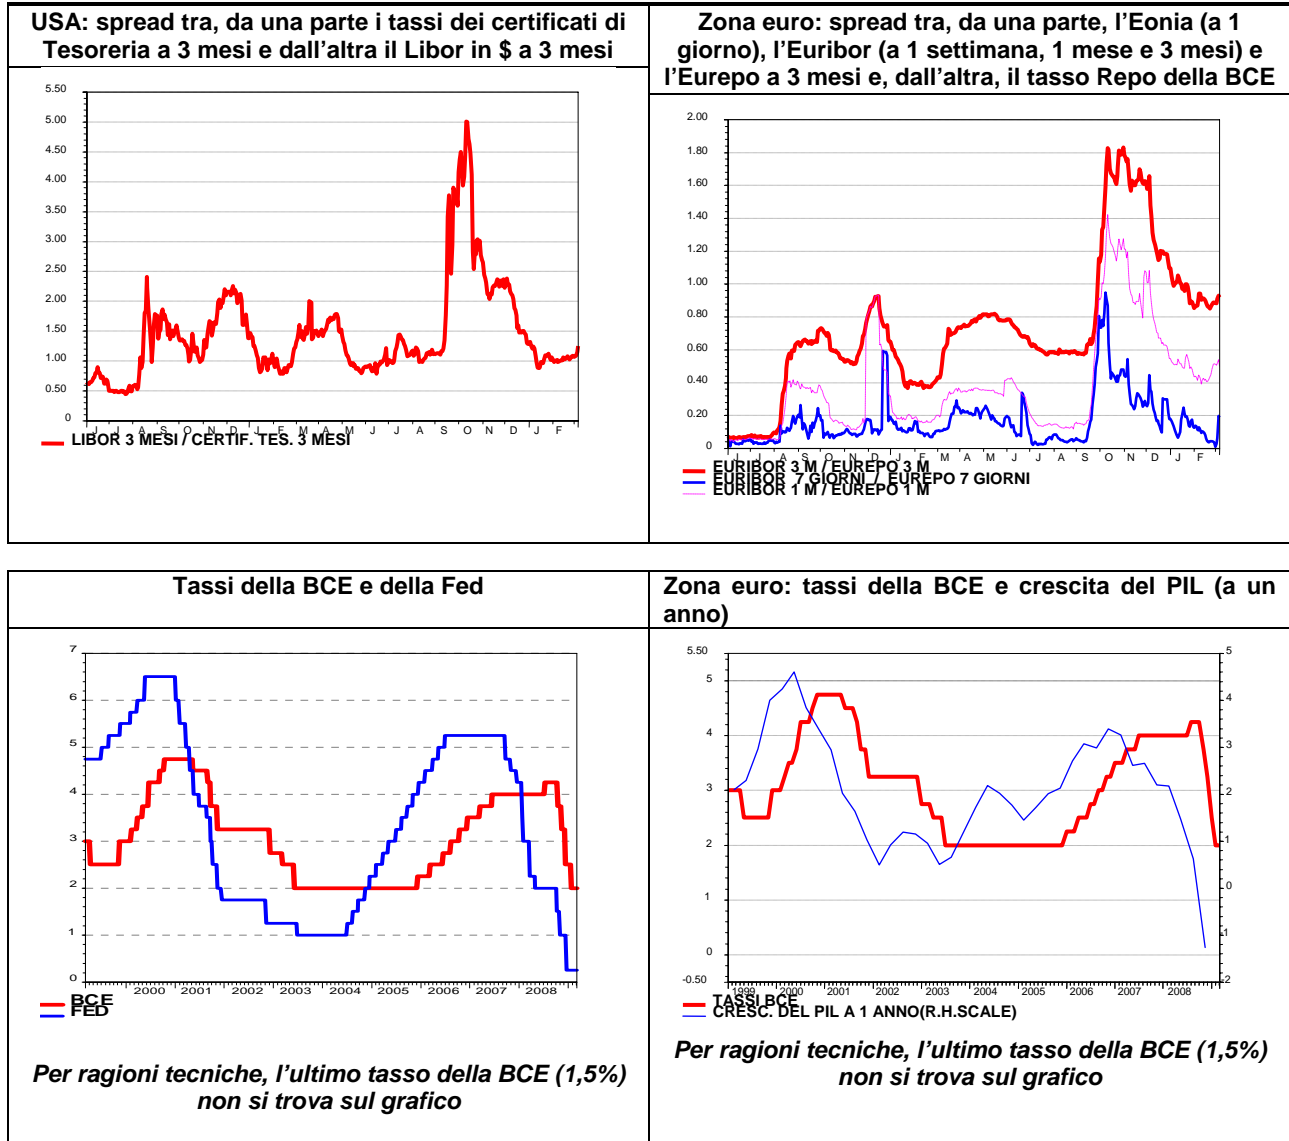 USA: spread tra, da una parte i tassi dei certificati di
Tesoreria a 3 mesi e dall'altra il Libor in $ a 3 mesi
5.50
5.00
4.50
4.00
3.50
3.00
2.50
2.00
1.50
1.00
0.50
0
J J A S O N D J F M A M J J A S O N D J F
LIBOR 3 MESI / CERTIF. TES. 3 MESI
Zona euro: spread tra, da una parte, l'Eonia (a 1
giorno), l'Euribor (a 1 settimana, 1 mese e 3 mesi) e
l'Eurepo a 3 mesi e, dall'altra, il tasso Repo della BCE
2.00
1.80
1.60
1.40
1.20
1.00
0.80
0.60
0.40
0.20
0
J J A S O N D J F M A M J J A S O N D J F
EURIBOR 3 M / EUREPO 3 M
EURIBOR 7 GIORNI / EUREPO 7 GIORNI
EURIBOR 1 M / EUREPO 1 M
Tassi della BCE e della Fed
7
6
5
4
3
2
1
0
2000 2001 2002 2003 2004 2005 2006 2007 2008
BCE
FED
Per ragioni tecniche, l'ultimo tasso della BCE (1,5%)
non si trova sul grafico
Zona euro: tassi della BCE e crescita del PIL (a un
anno)
5.50
5
4
3
2
1
0
-0.50
5
4
3
2
1
0
-1
-2
1999 2000 2001 2002 2003 2004 2005 2006 2007 2008
TASSI BCE
CRESC. DEL PIL A 1 ANNO(R.H.SCALE)
Per ragioni tecniche, l'ultimo tasso della BCE (1,5%)
non si trova sul grafico